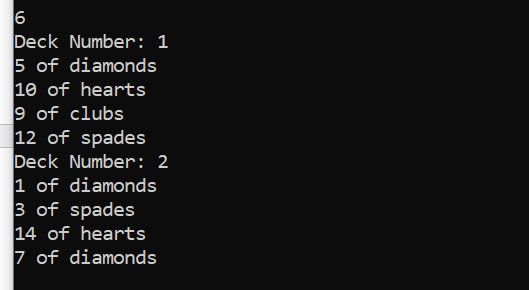 6
Deck Number: 1
5 of diamonds
10 of hearts
9 of clubs
12 of spades
Deck Number: 2
1 of diamonds
3 of spades
14 of hearts
7 of diamonds